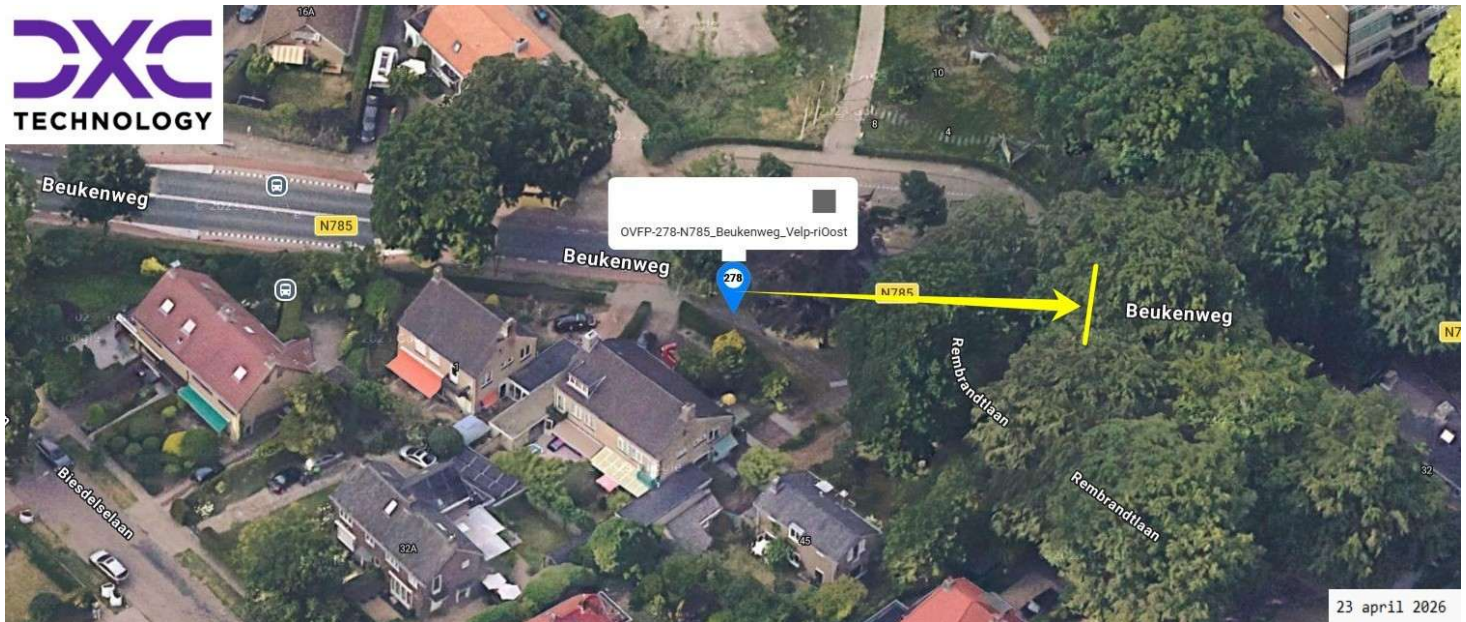 16A
DXC
TECHNOLOGY
10
8
4
Beukenweg
N785
OVFP-278-N785_Beukenweg_Velp-riOost
Beukenweg
278
N785
Beukenweg
N7
1
Rembrandtlaan
32
Biesdelselaan
Rembrandtlaan
45
32A
23 april 2026